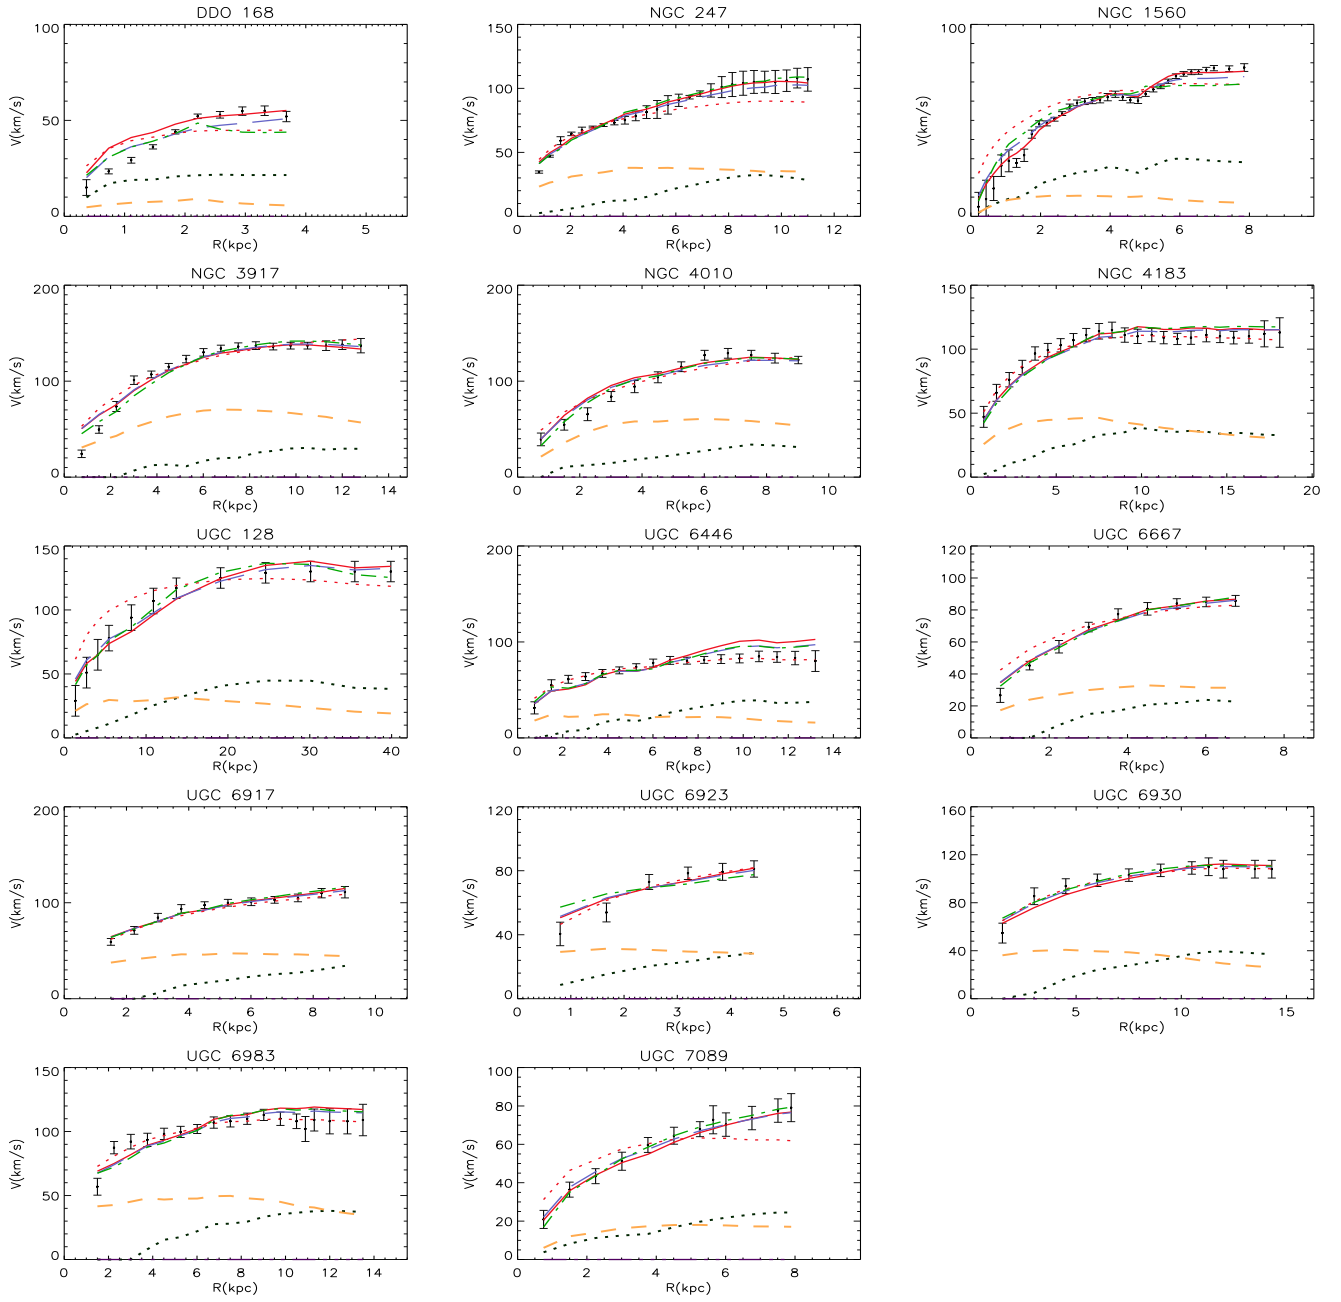 DDO 168
NGC 247
NGC 1560
100
50
0
V(km/s)
0 1 2 3 4 5
R(kpc)
150
100
50
0
V(km/s)
0 2 4 6 8 10 12
R(kpc)
100
50
0
V(km/s)
0 2 4 6 8
R(kpc)
NGC 3917
NGC 4010
NGC 4183
200
100
0
V(km/s)
0 2 4 6 8 10 12 14
R(kpc)
200
100
0
V(km/s)
0 2 4 6 8 10
R(kpc)
150
100
50
0
V(km/s)
0 5 10 15 20
R(kpc)
UGC 128
UGC 6446
UGC 6667
150
100
50
0
V(km/s)
0 10 20 30 40
R(kpc)
200
100
0
V(km/s)
0 2 4 6 8 10 12 14
R(kpc)
120
100
80
60
40
20
0
V(km/s)
0 2 4 6 8
R(kpc)
UGC 6917
UGC 6923
UGC 6930
200
100
0
V(km/s)
0 2 4 6 8 10
R(kpc)
120
80
40
0
V(km/s)
0 1 2 3 4 5 6
R(kpc)
160
120
80
40
0
V(km/s)
0 5 10 15
R(kpc)
UGC 6983
UGC 7089
150
100
50
0
V(km/s)
0 2 4 6 8 10 12 14
R(kpc)
100
80
60
40
20
0
V(km/s)
0 2 4 6 8
R(kpc)